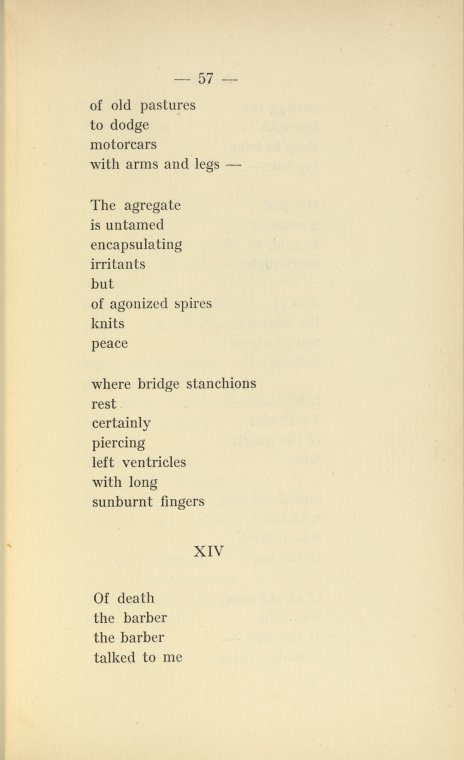 — 57 —
of old pastures
to dodge
motorcars
with arms and legs —
The agregate
is untamed
encapsulating
irritants
but
of agonized spires
knits
peace
where bridge stanchions
rest
certainly
piercing
left ventricles
with long
sunburnt fingers
XIV
Of death
the barber
the barber
talked to me